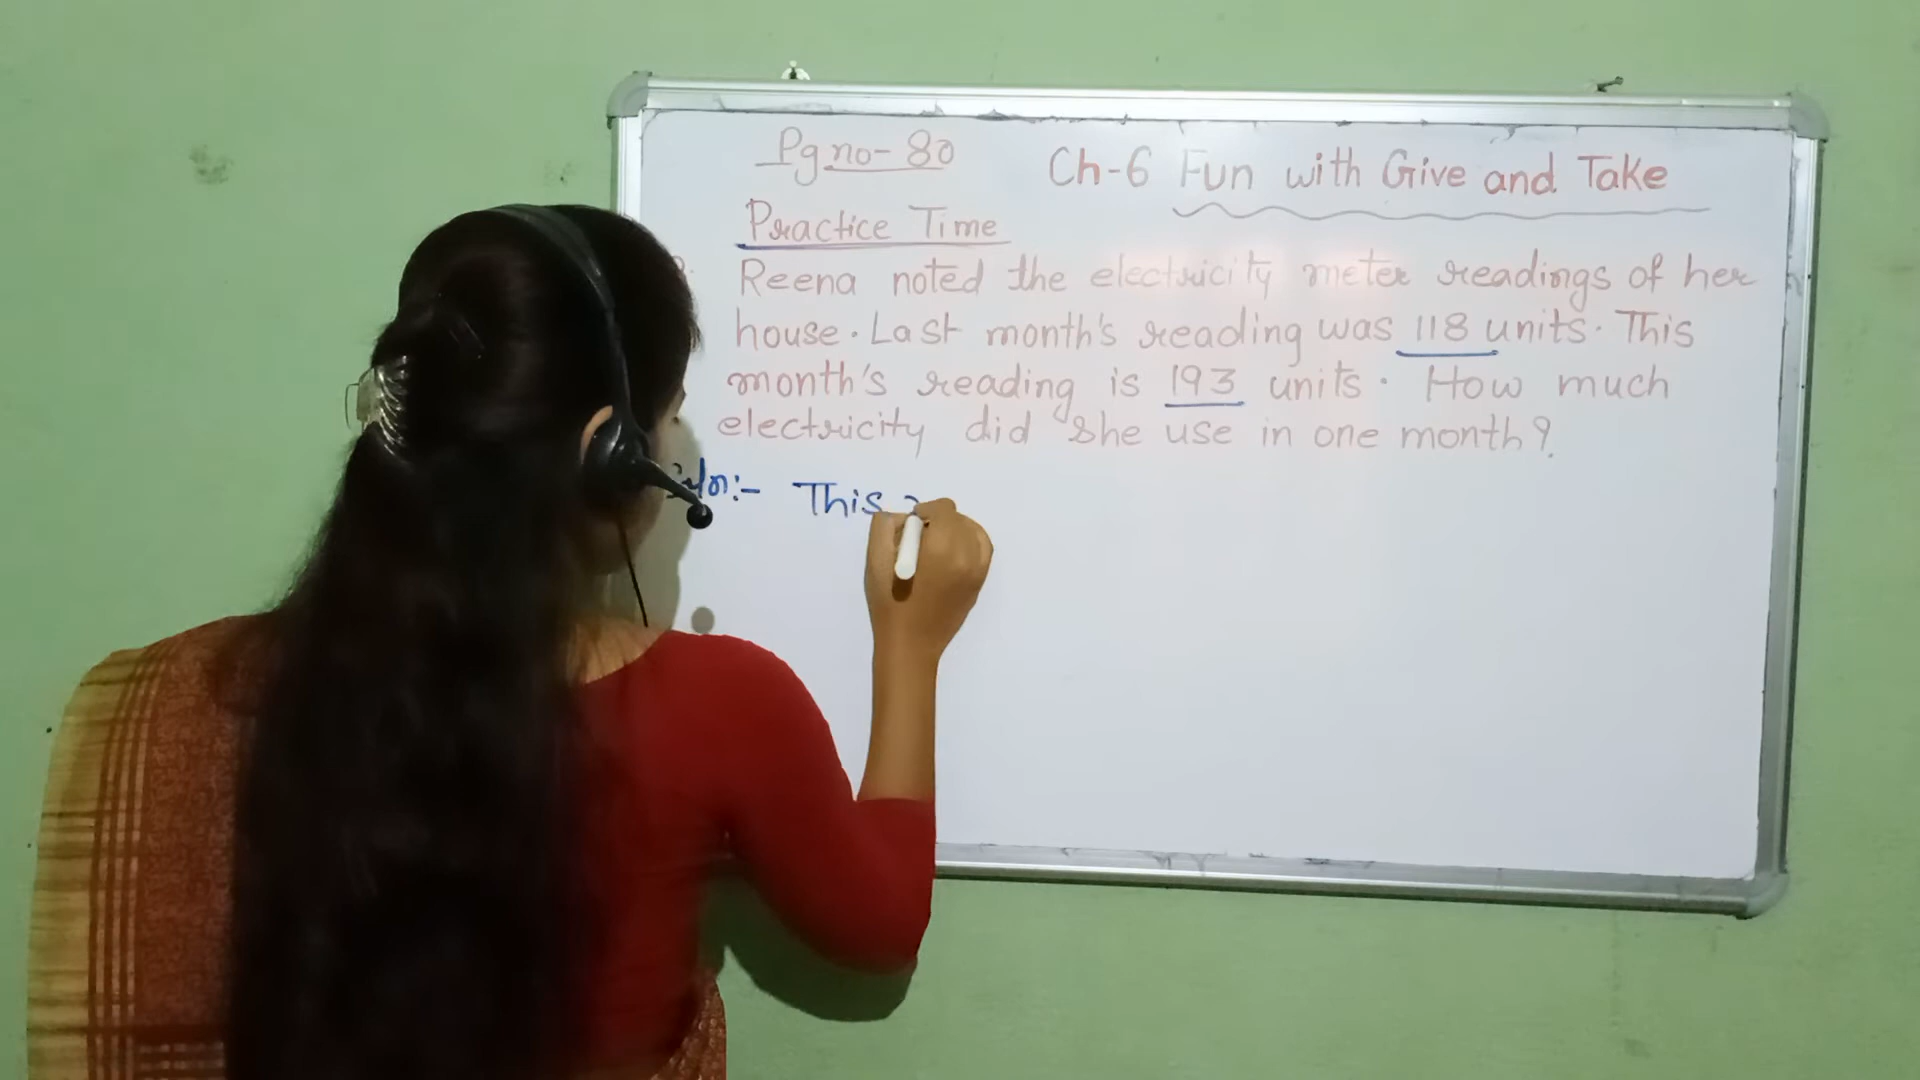 Pg no- 80
Ch-6 Fun with Give and Take
Practice Time
Reena noted the electricity meter readings of her
house. Last month's reading was 118 units. This
month's reading is 193 units. How much
electricity did she use in one month?
This